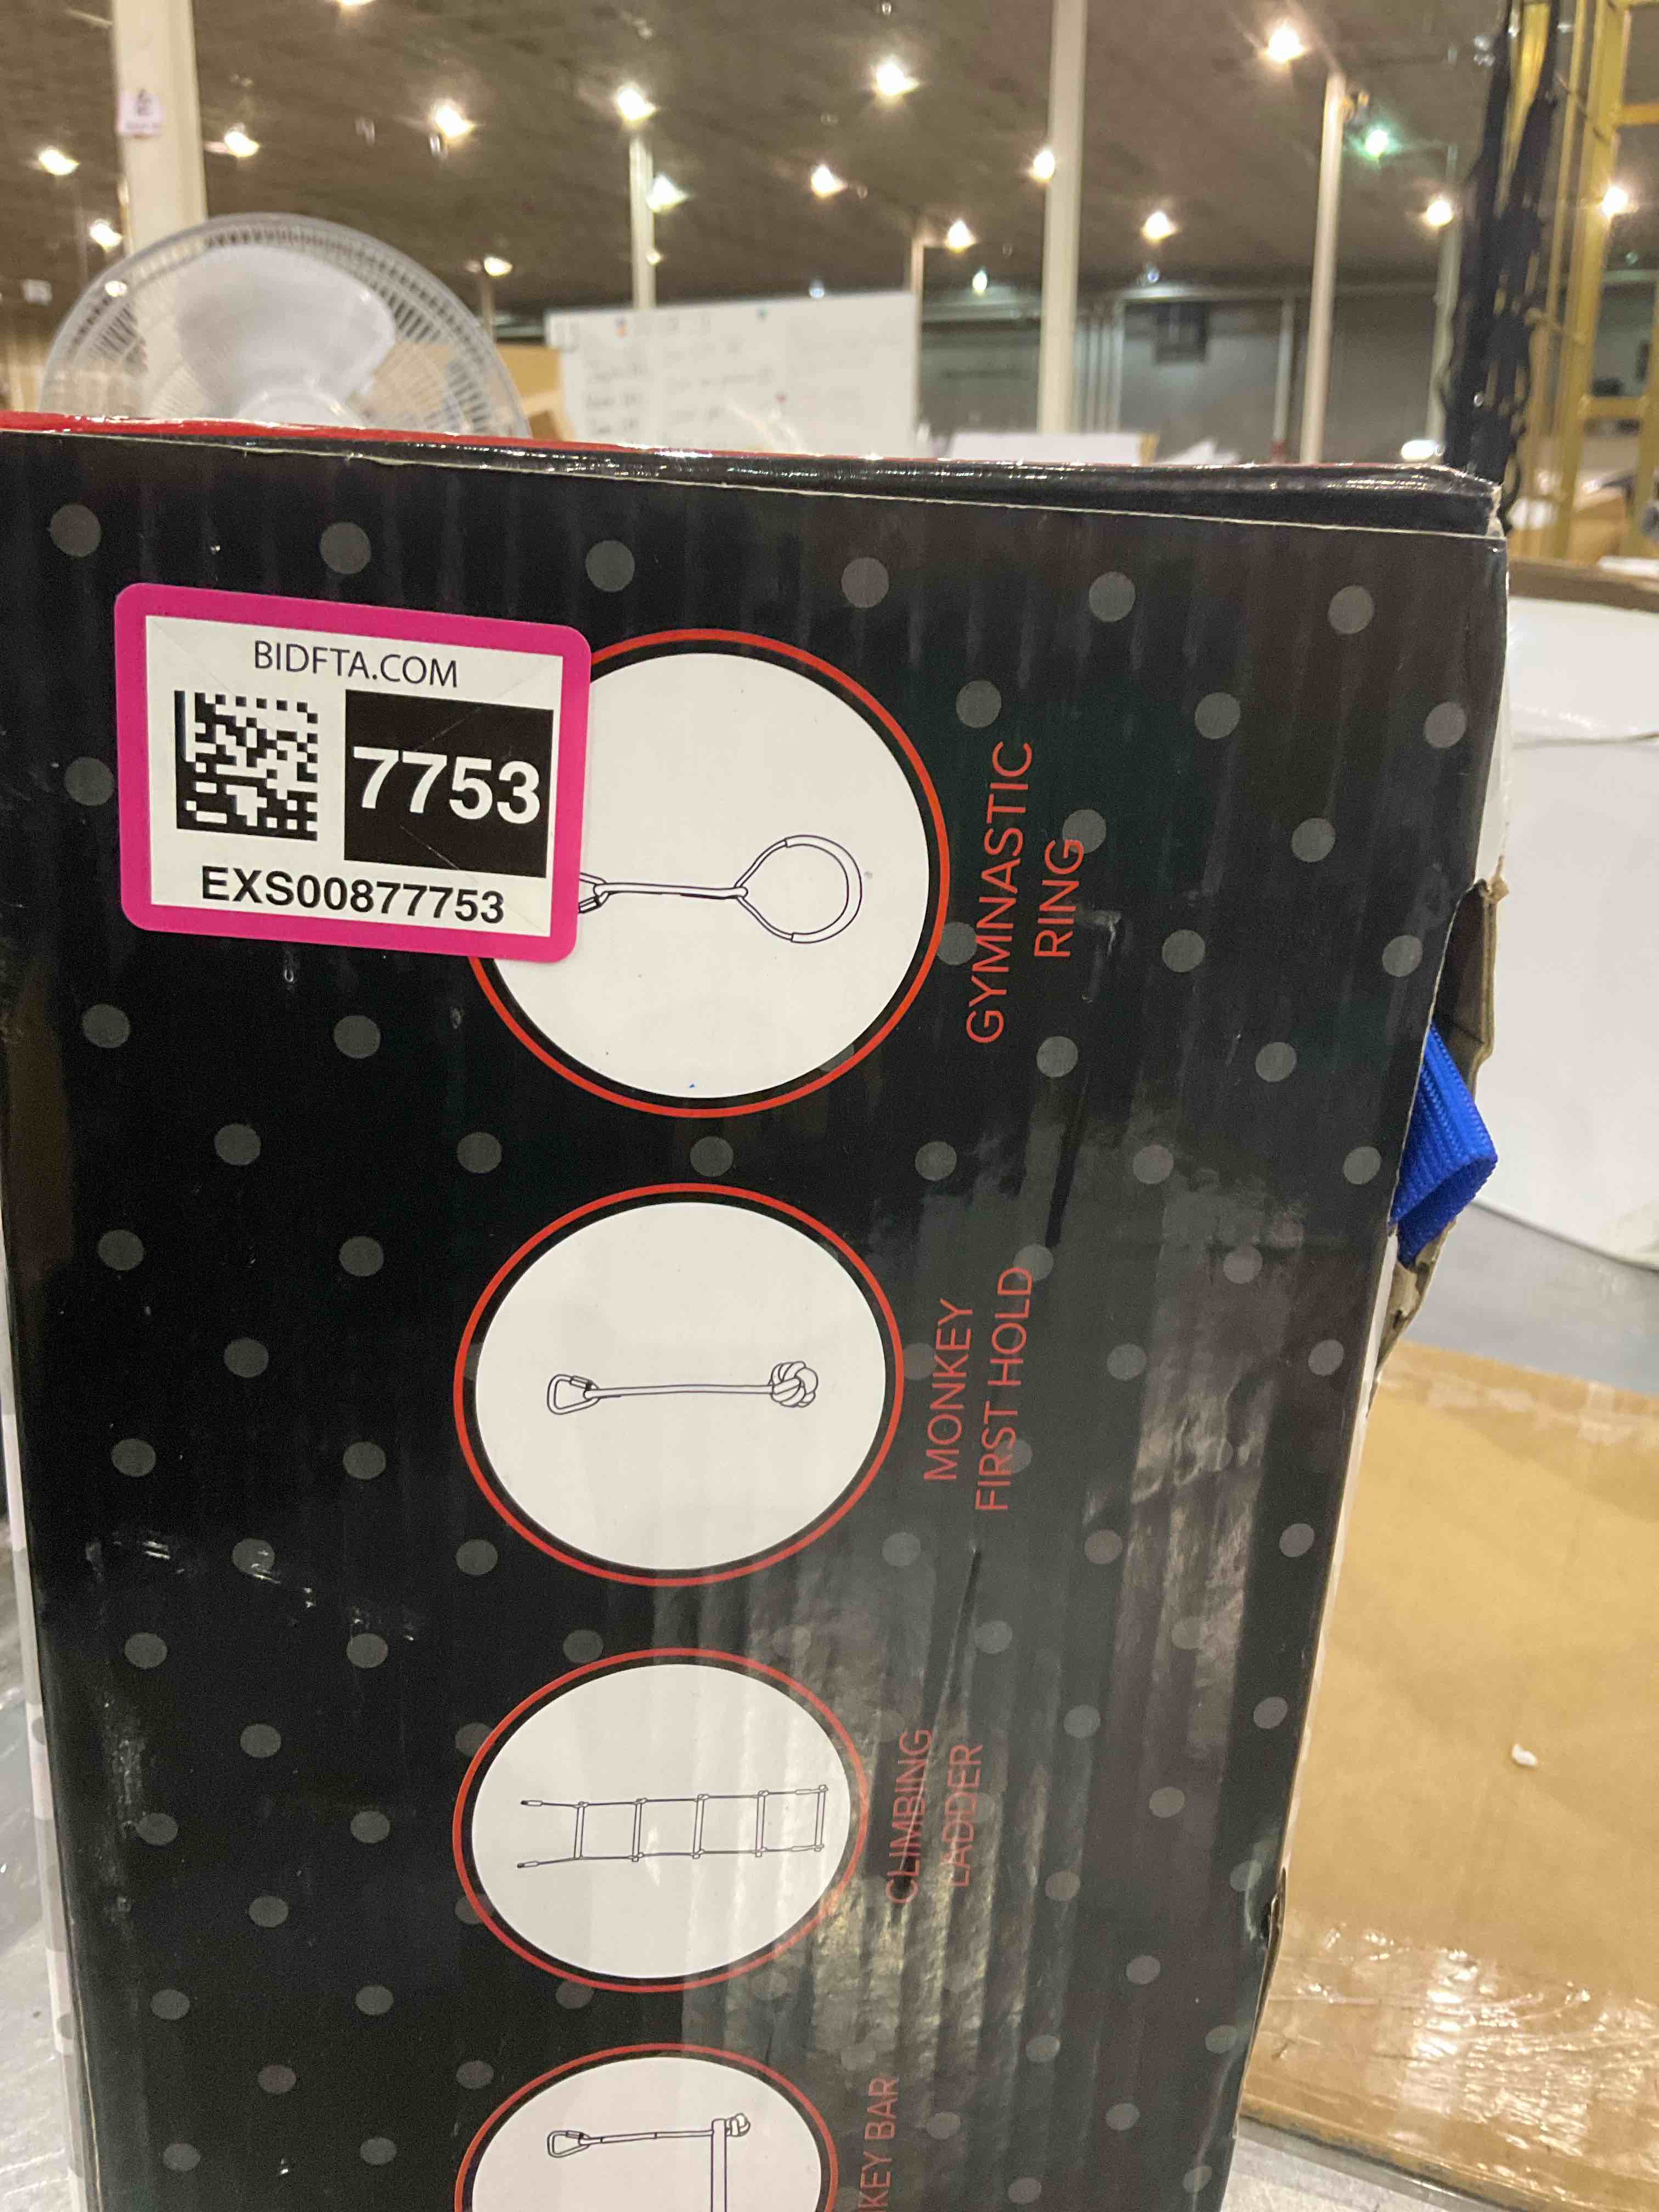 BIDFTA.COM
7753
EXS00877753
GYMNASTIC
RING
MONKEY
FIRST HOLD
CLIMBING
LADDER
KEY BAR